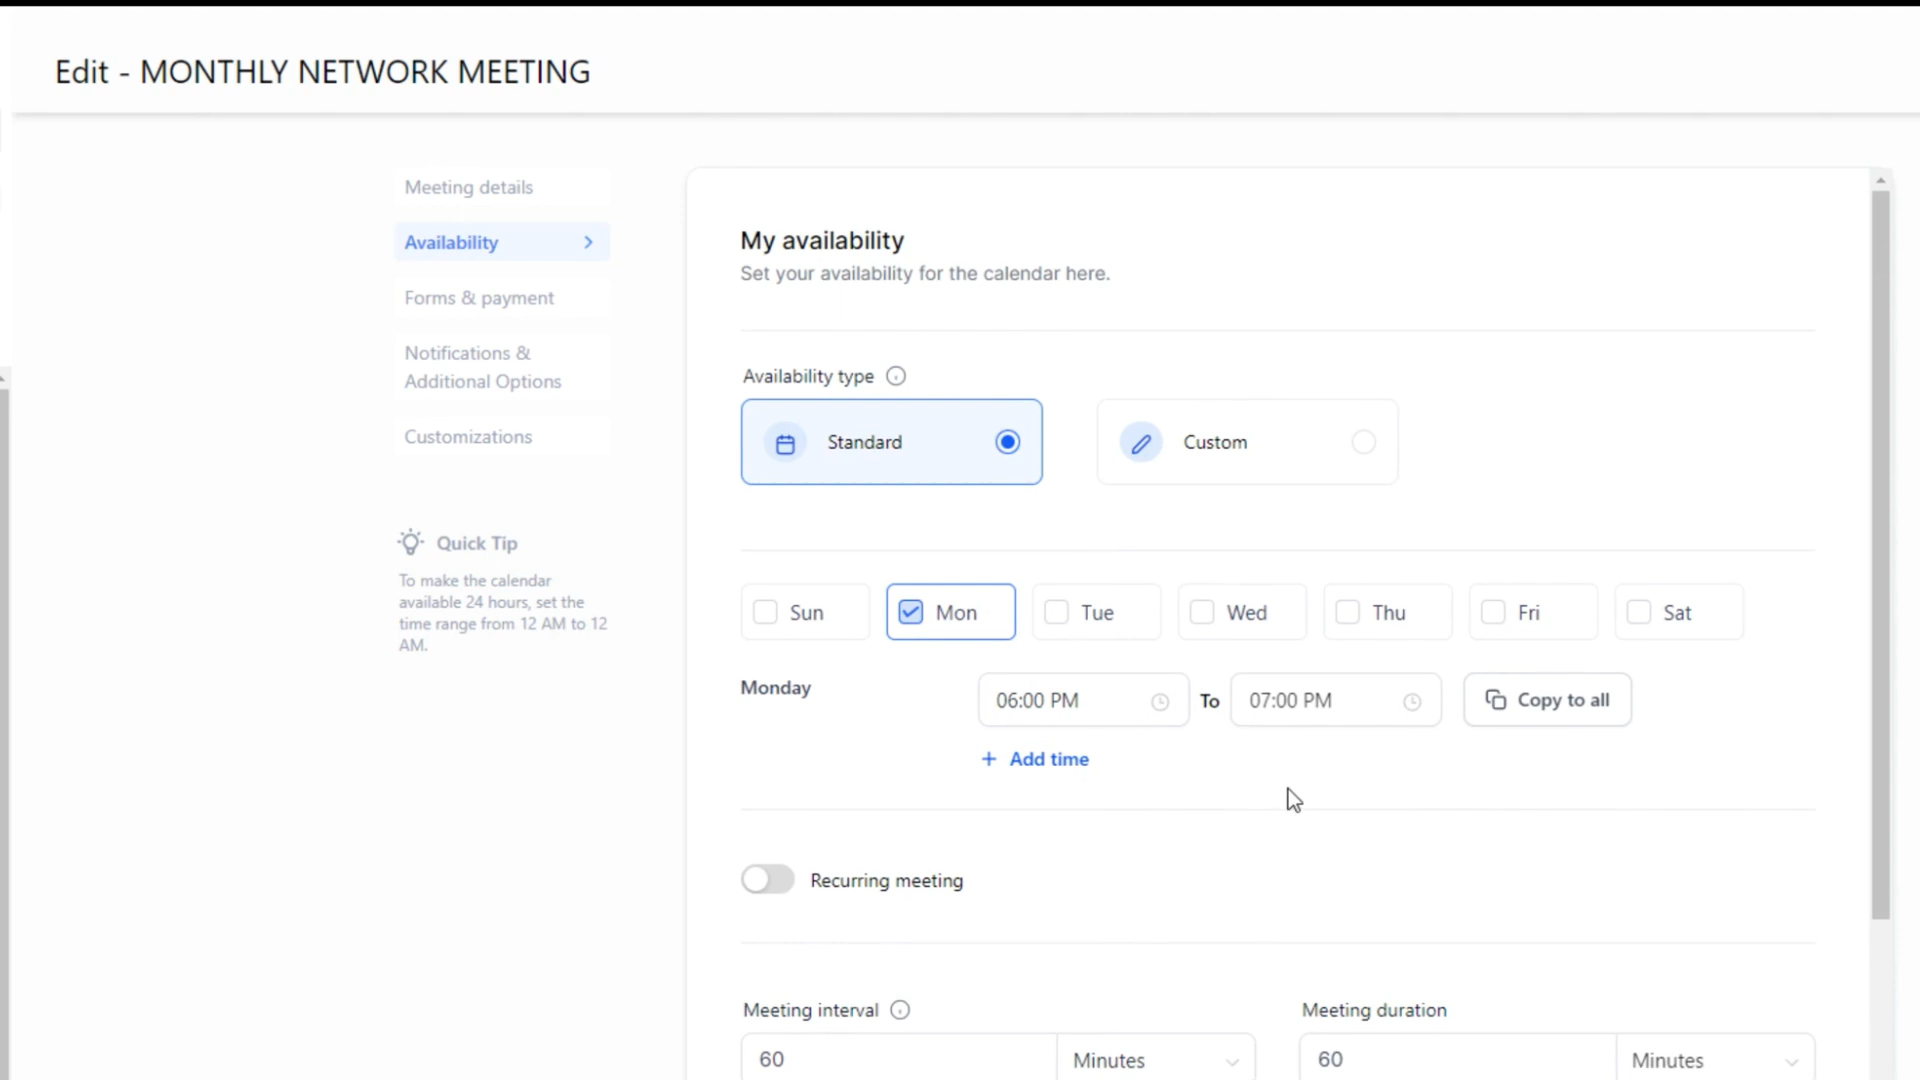 Edit - MONTHLY NETWORK MEETING
Meeting details
Availability
Forms & payment
Notifications &
Additional Options
Customizations
Quick Tip
To make the calendar
available 24 hours, set the
time range from 12 AM to 12
AM.
My availability
Set your availability for the calendar here.
Availability type
Standard
Custom
Sun Mon Tue Wed Thu Fri Sat
Monday 06:00 PM To 07:00 PM Copy to all
+ Add time
Recurring meeting
Meeting interval Meeting duration
60 Minutes 60 Minutes